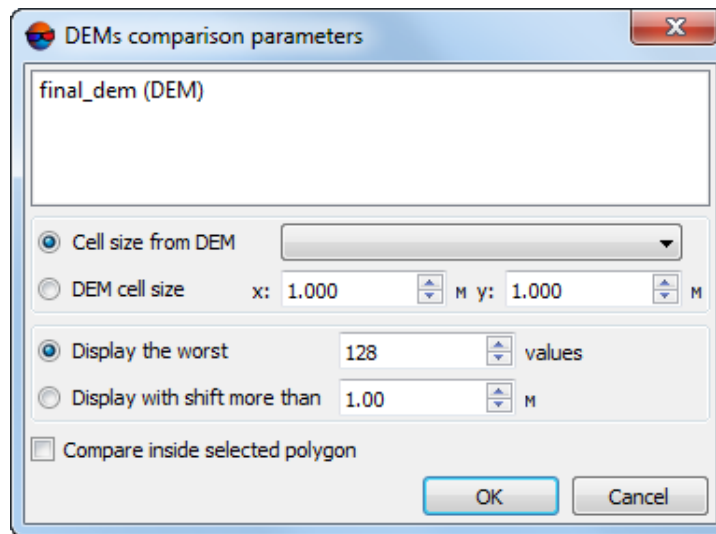 DEMs comparison parameters
final_dem (DEM)
Cell size from DEM
DEM cell size x: 1.000 м y: 1.000 м
Display the worst 128 values
Display with shift more than 1.00 м
Compare inside selected polygon
OK Cancel